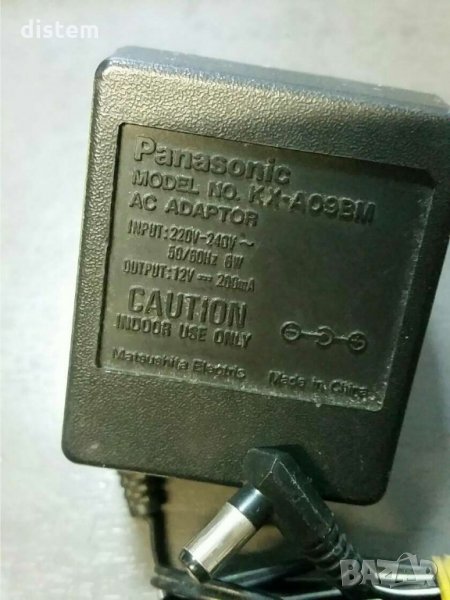 distem
Panasonic
MODEL NO. KX-A09BM
AC ADAPTOR
INPUT:220V-240V~
50/60Hz 6W
OUTPUT:12V ⎓ 200mA
CAUTION
INDOOR USE ONLY
Matsushita Electric Made in China
BAZAR